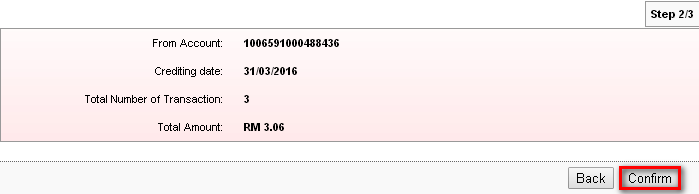 Step 2/3
From Account: 1006591000488436
Crediting date: 31/03/2016
Total Number of Transaction: 3
Total Amount: RM 3.06
Back Confirm